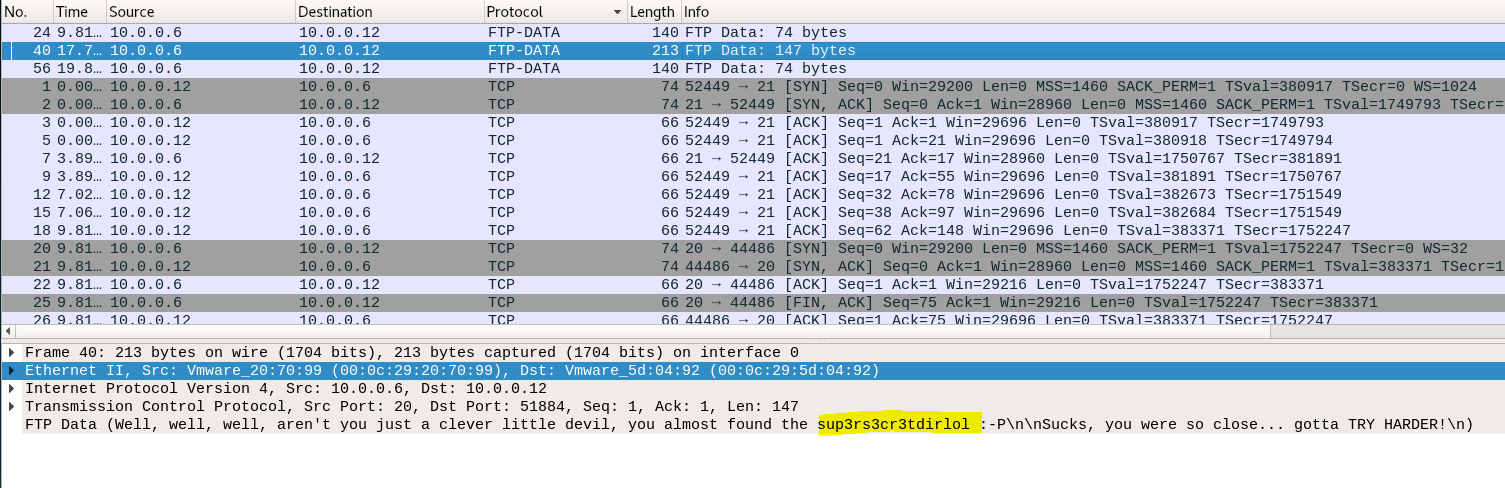 No. Time Source Destination Protocol Length Info
24 9.81… 10.0.0.6 10.0.0.12 FTP-DATA 140 FTP Data: 74 bytes
40 17.7… 10.0.0.6 10.0.0.12 FTP-DATA 213 FTP Data: 147 bytes
56 19.8… 10.0.0.6 10.0.0.12 FTP-DATA 140 FTP Data: 74 bytes
1 0.00… 10.0.0.12 10.0.0.6 TCP 74 52449 → 21 [SYN] Seq=0 Win=29200 Len=0 MSS=1460 SACK_PERM=1 TSval=380917 TSecr=0 WS=1024
2 0.00… 10.0.0.6 10.0.0.12 TCP 74 21 → 52449 [SYN, ACK] Seq=0 Ack=1 Win=28960 Len=0 MSS=1460 SACK_PERM=1 TSval=1749793 TSecr=
3 0.00… 10.0.0.12 10.0.0.6 TCP 66 52449 → 21 [ACK] Seq=1 Ack=1 Win=29696 Len=0 TSval=380917 TSecr=1749793
5 0.00… 10.0.0.12 10.0.0.6 TCP 66 52449 → 21 [ACK] Seq=1 Ack=21 Win=29696 Len=0 TSval=380918 TSecr=1749794
7 3.89… 10.0.0.6 10.0.0.12 TCP 66 21 → 52449 [ACK] Seq=21 Ack=17 Win=28960 Len=0 TSval=1750767 TSecr=381891
9 3.89… 10.0.0.12 10.0.0.6 TCP 66 52449 → 21 [ACK] Seq=17 Ack=55 Win=29696 Len=0 TSval=381891 TSecr=1750767
12 7.02… 10.0.0.12 10.0.0.6 TCP 66 52449 → 21 [ACK] Seq=32 Ack=78 Win=29696 Len=0 TSval=382673 TSecr=1751549
15 7.06… 10.0.0.12 10.0.0.6 TCP 66 52449 → 21 [ACK] Seq=38 Ack=97 Win=29696 Len=0 TSval=382684 TSecr=1751549
18 9.81… 10.0.0.12 10.0.0.6 TCP 66 52449 → 21 [ACK] Seq=62 Ack=148 Win=29696 Len=0 TSval=383371 TSecr=1752247
20 9.81… 10.0.0.6 10.0.0.12 TCP 74 20 → 44486 [SYN] Seq=0 Win=29200 Len=0 MSS=1460 SACK_PERM=1 TSval=1752247 TSecr=0 WS=32
21 9.81… 10.0.0.12 10.0.0.6 TCP 74 44486 → 20 [SYN, ACK] Seq=0 Ack=1 Win=28960 Len=0 MSS=1460 SACK_PERM=1 TSval=383371 TSecr=1
22 9.81… 10.0.0.6 10.0.0.12 TCP 66 20 → 44486 [ACK] Seq=1 Ack=1 Win=29216 Len=0 TSval=1752247 TSecr=383371
25 9.81… 10.0.0.6 10.0.0.12 TCP 66 20 → 44486 [FIN, ACK] Seq=75 Ack=1 Win=29216 Len=0 TSval=1752247 TSecr=383371
26 9.81… 10.0.0.12 10.0.0.6 TCP 66 44486 → 20 [ACK] Seq=1 Ack=75 Win=29696 Len=0 TSval=383371 TSecr=1752247
Frame 40: 213 bytes on wire (1704 bits), 213 bytes captured (1704 bits) on interface 0
Ethernet II, Src: Vmware_20:70:99 (00:0c:29:20:70:99), Dst: Vmware_5d:04:92 (00:0c:29:5d:04:92)
Internet Protocol Version 4, Src: 10.0.0.6, Dst: 10.0.0.12
Transmission Control Protocol, Src Port: 20, Dst Port: 51884, Seq: 1, Ack: 1, Len: 147
FTP Data (Well, well, well, aren't you just a clever little devil, you almost found the sup3rs3cr3tdirlol :-P\n\nSucks, you were so close... gotta TRY HARDER!\n)